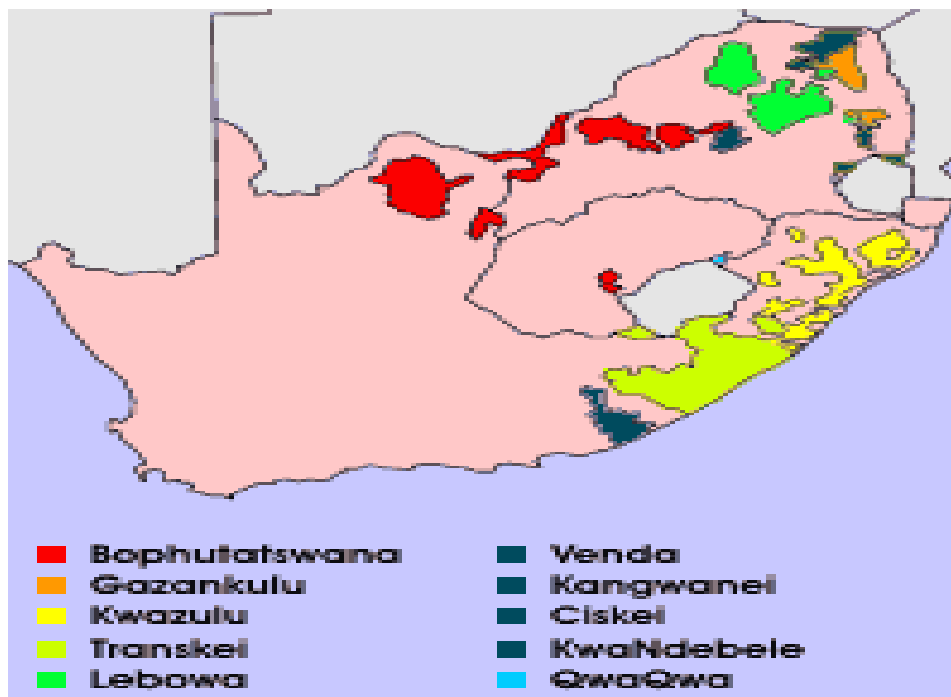 Bophutatswana
Gazankulu
Kwazulu
Transkei
Lebowa
Venda
Kangwanei
Ciskei
KwaNdebele
QwaQwa